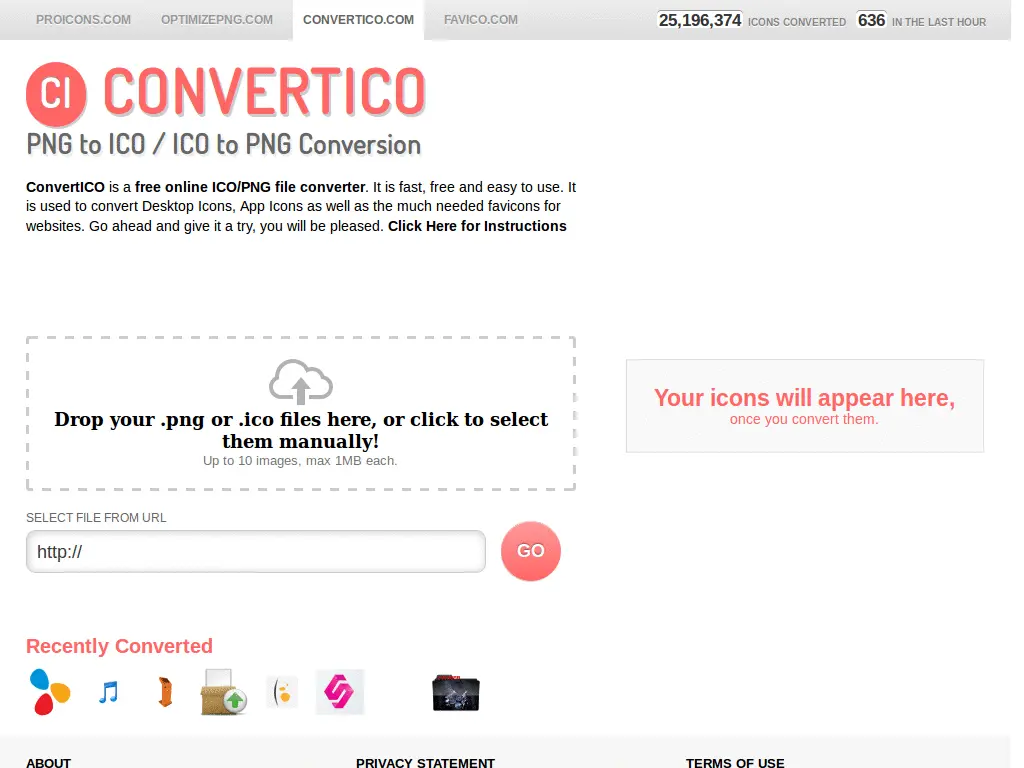 PROICONS.COM OPTIMIZEPNG.COM CONVERTICO.COM FAVICO.COM 25,196,374 ICONS CONVERTED 636 IN THE LAST HOUR
CI CONVERTICO
PNG to ICO / ICO to PNG Conversion
ConvertICO is a free online ICO/PNG file converter. It is fast, free and easy to use. It
is used to convert Desktop Icons, App Icons as well as the much needed favicons for
websites. Go ahead and give it a try, you will be pleased. Click Here for Instructions
Drop your .png or .ico files here, or click to select
them manually!
Up to 10 images, max 1MB each.
Your icons will appear here,
once you convert them.
SELECT FILE FROM URL
http://
GO
Recently Converted
ABOUT PRIVACY STATEMENT TERMS OF USE